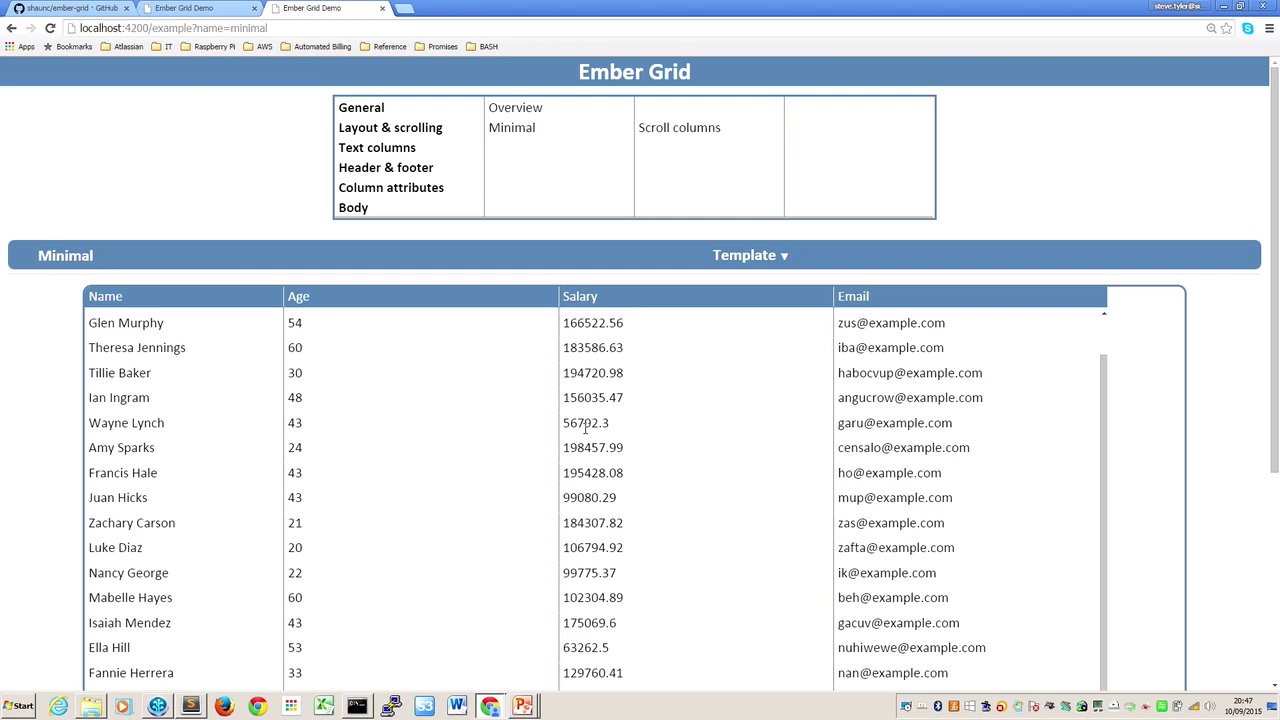 shaunc/ember-grid · GitHub
Ember Grid Demo
Ember Grid Demo
steve.tyler@si...
localhost:4200/example?name=minimal
Apps Bookmarks Atlassian IT Raspberry Pi AWS Automated Billing Reference Promises BASH
Ember Grid
General Overview
Layout & scrolling Minimal Scroll columns
Text columns
Header & footer
Column attributes
Body
Minimal Template ▾
Name Age Salary Email
Glen Murphy 54 166522.56 zus@example.com
Theresa Jennings 60 183586.63 iba@example.com
Tillie Baker 30 194720.98 habocvup@example.com
Ian Ingram 48 156035.47 angucrow@example.com
Wayne Lynch 43 56792.3 garu@example.com
Amy Sparks 24 198457.99 censalo@example.com
Francis Hale 43 195428.08 ho@example.com
Juan Hicks 43 99080.29 mup@example.com
Zachary Carson 21 184307.82 zas@example.com
Luke Diaz 20 106794.92 zafta@example.com
Nancy George 22 99775.37 ik@example.com
Mabelle Hayes 60 102304.89 beh@example.com
Isaiah Mendez 43 175069.6 gacuv@example.com
Ella Hill 53 63262.5 nuhiwewe@example.com
Fannie Herrera 33 129760.41 nan@example.com
Start
20:47
10/09/2015